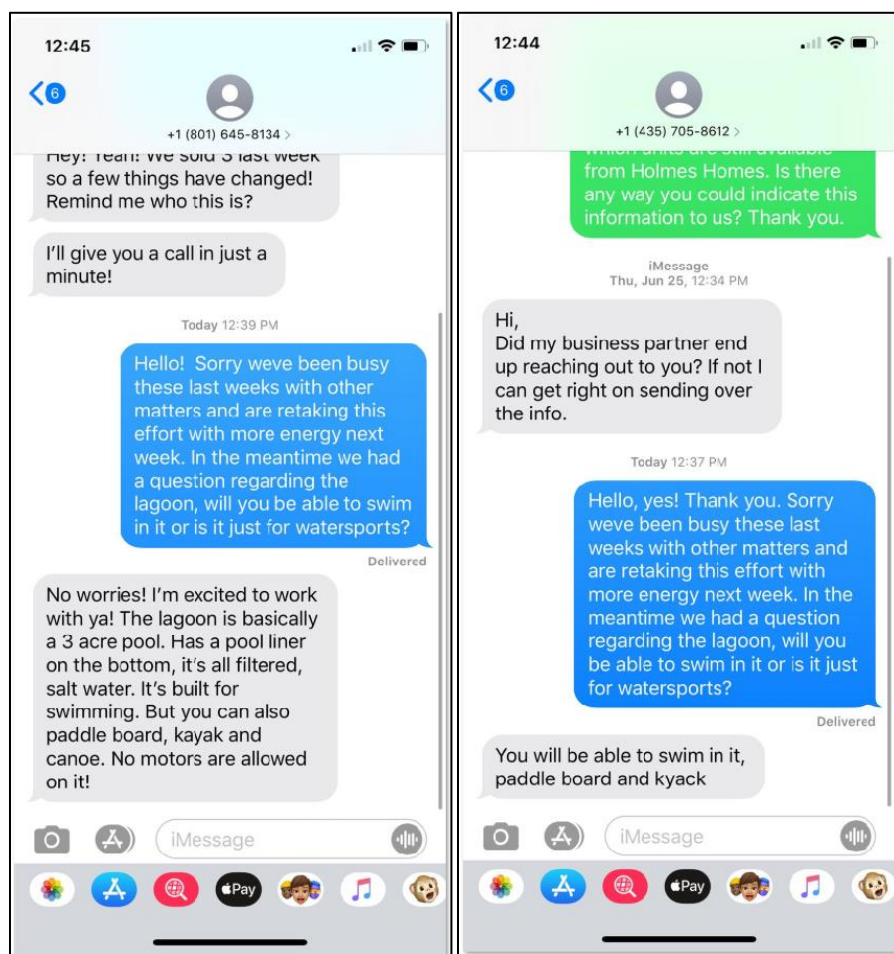 12:45
6
+1 (801) 645-8134 >
Hey! Yeah! We sold 3 last week
so a few things have changed!
Remind me who this is?
I'll give you a call in just a
minute!
Today 12:39 PM
Hello!  Sorry weve been busy
these last weeks with other
matters and are retaking this
effort with more energy next
week. In the meantime we had
a question regarding the
lagoon, will you be able to swim
in it or is it just for watersports?
Delivered
No worries! I'm excited to work
with ya! The lagoon is basically
a 3 acre pool. Has a pool liner
on the bottom, it's all filtered,
salt water. It's built for
swimming. But you can also
paddle board, kayak and
canoe. No motors are allowed
on it!
iMessage
Pay
12:44
6
+1 (435) 705-8612 >
which units are still available
from Holmes Homes. Is there
any way you could indicate this
information to us? Thank you.
iMessage
Thu, Jun 25, 12:34 PM
Hi,
Did my business partner end
up reaching out to you? If not I
can get right on sending over
the info.
Today 12:37 PM
Hello, yes! Thank you. Sorry
weve been busy these last
weeks with other matters and
are retaking this effort with
more energy next week. In the
meantime we had a question
regarding the lagoon, will you
be able to swim in it or is it just
for watersports?
Delivered
You will be able to swim in it,
paddle board and kyack
iMessage
Pay